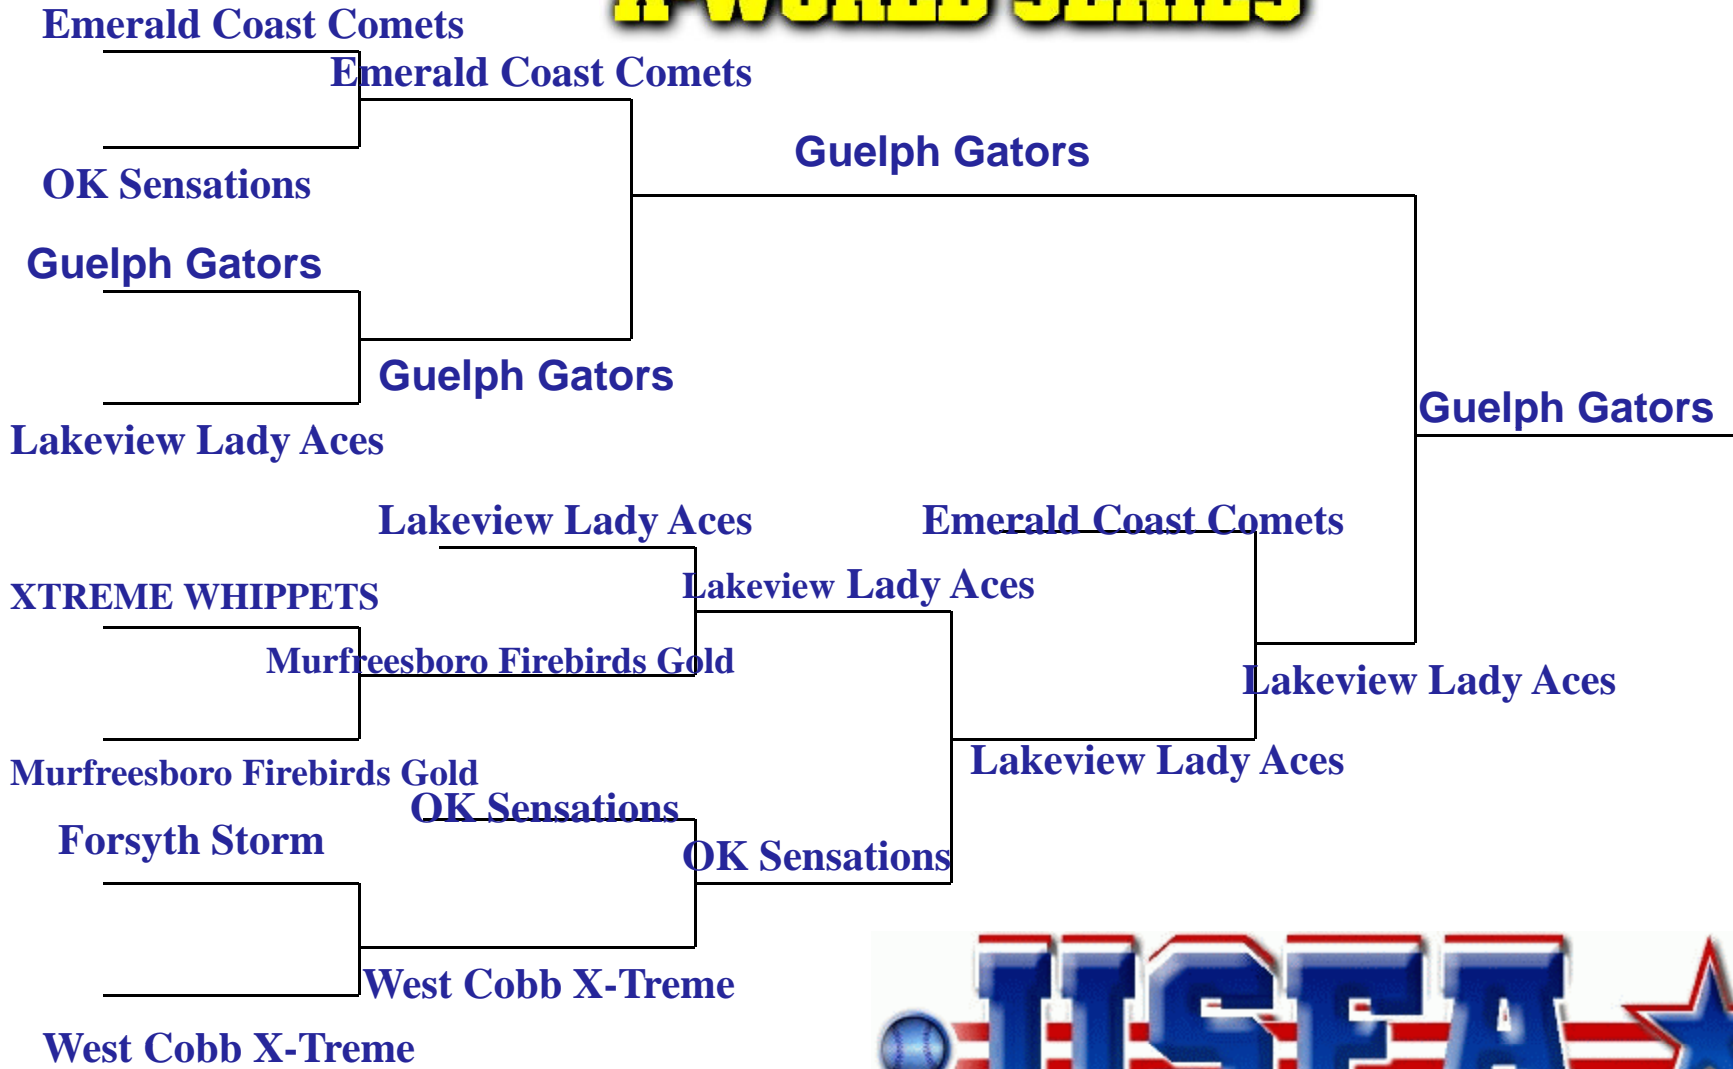 WORLD SERIES
Emerald Coast Comets
Emerald Coast Comets
Guelph Gators
OK Sensations
Guelph Gators
Guelph Gators
Guelph Gators
Lakeview Lady Aces
Lakeview Lady Aces
Emerald Coast Comets
XTREME WHIPPETS
Lakeview Lady Aces
Murfreesboro Firebirds Gold
Lakeview Lady Aces
Lakeview Lady Aces
Murfreesboro Firebirds Gold
OK Sensations
Forsyth Storm
OK Sensations
West Cobb X-Treme
West Cobb X-Treme